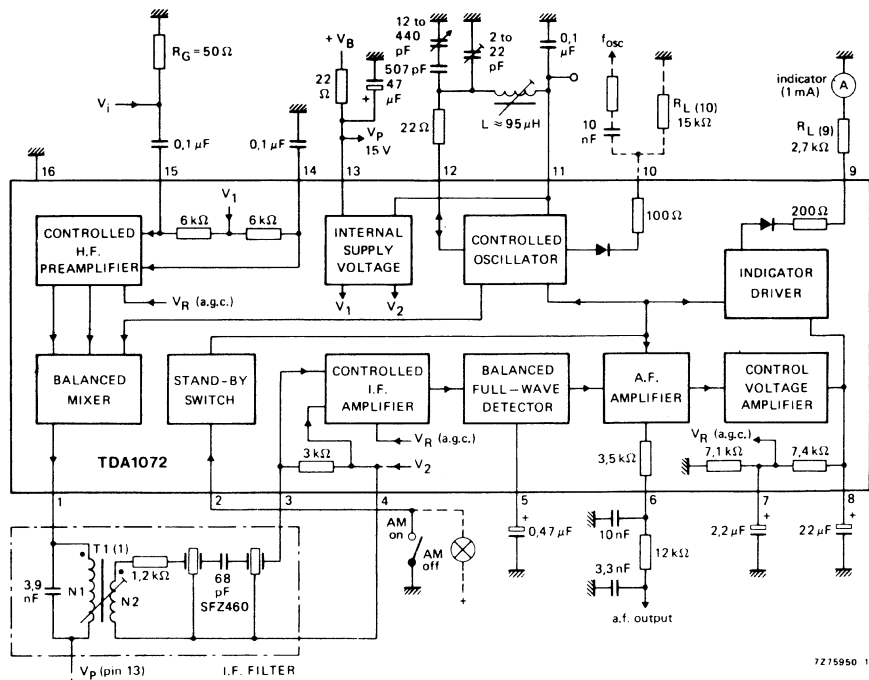 R_G = 50 Ω
V_i
0,1 μF
0,1 μF
+ V_B
22 Ω
47 μF
V_P
15 V
12 to 440 pF
507 pF
2 to 22 pF
0,1 μF
22 Ω
L ≈ 95 μH
f_osc
10 nF
R_L (10)
15 kΩ
indicator
(1 mA)
A
R_L (9)
2,7 kΩ
16
15
14
13
12
11
10
9
V_1
6 kΩ
6 kΩ
CONTROLLED
H.F.
PREAMPLIFIER
INTERNAL
SUPPLY
VOLTAGE
V_1
V_2
CONTROLLED
OSCILLATOR
100 Ω
200 Ω
INDICATOR
DRIVER
V_R (a.g.c.)
BALANCED
MIXER
STAND-BY
SWITCH
CONTROLLED
I.F.
AMPLIFIER
BALANCED
FULL-WAVE
DETECTOR
A.F.
AMPLIFIER
CONTROL
VOLTAGE
AMPLIFIER
V_R (a.g.c.)
V_R (a.g.c.)
TDA1072
3 kΩ
V_2
3,5 kΩ
7,1 kΩ
7,4 kΩ
1
2
3
4
5
6
7
8
3,9 nF
N1
T1 (1)
N2
1,2 kΩ
68 pF
SFZ460
AM on
AM off
+
+
0,47 μF
10 nF
12 kΩ
3,3 nF
a.f. output
+
2,2 μF
+
22 μF
V_P (pin 13)
I.F. FILTER
7Z75950 1